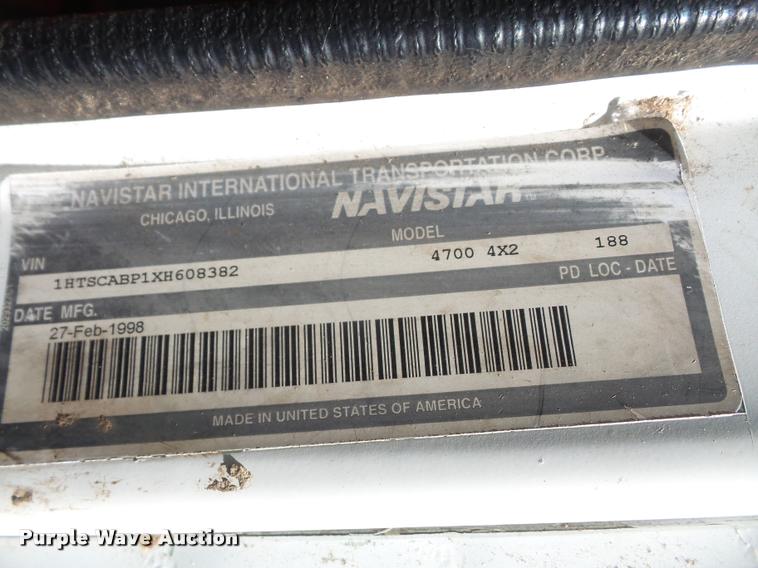 NAVISTAR INTERNATIONAL TRANSPORTATION CORP
CHICAGO, ILLINOIS
NAVISTAR
VIN
MODEL
1HTSCABP1XH608382
4700 4X2
188
DATE MFG.
PD LOC - DATE
27-Feb-1998
MADE IN UNITED STATES OF AMERICA
Purple Wave Auction